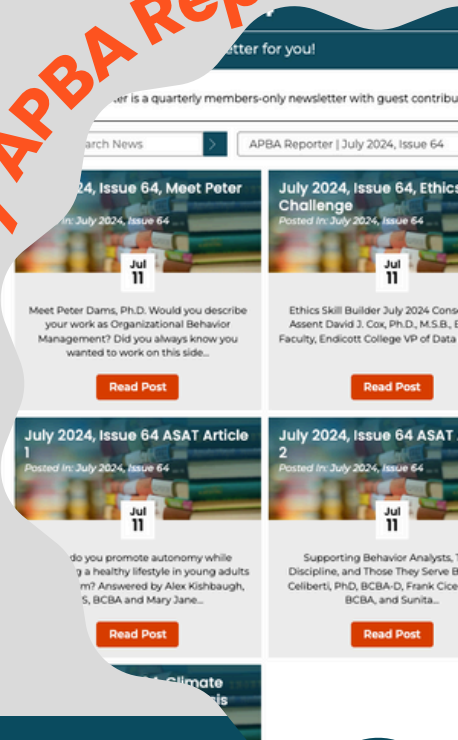 APBA Rep
etter for you!
is a quarterly members-only newsletter with guest contribu
arch News
APBA Reporter | July 2024, Issue 64
24, Issue 64, Meet Peter
In: July 2024, Issue 64
Jul
11
Meet Peter Dams, Ph.D. Would you describe
your work as Organizational Behavior
Management? Did you always know you
wanted to work on this side...
Read Post
July 2024, Issue 64, Ethics
Challenge
Posted In: July 2024, Issue 64
Jul
11
Ethics Skill Builder July 2024 Cons
Assent David J. Cox, Ph.D., M.S.B.,
Faculty, Endicott College VP of Data
Read Post
July 2024, Issue 64 ASAT Article
1
Posted In: July 2024, Issue 64
Jul
11
do you promote autonomy while
g a healthy lifestyle in young adults
m? Answered by Alex Kishbaugh,
S, BCBA and Mary Jane...
Read Post
July 2024, Issue 64 ASAT
2
Posted In: July 2024, Issue 64
Jul
11
Supporting Behavior Analysts,
Discipline, and Those They Serve
Celiberti, PhD, BCBA-D, Frank Cice
BCBA, and Sunita...
Read Post
Climate
sis